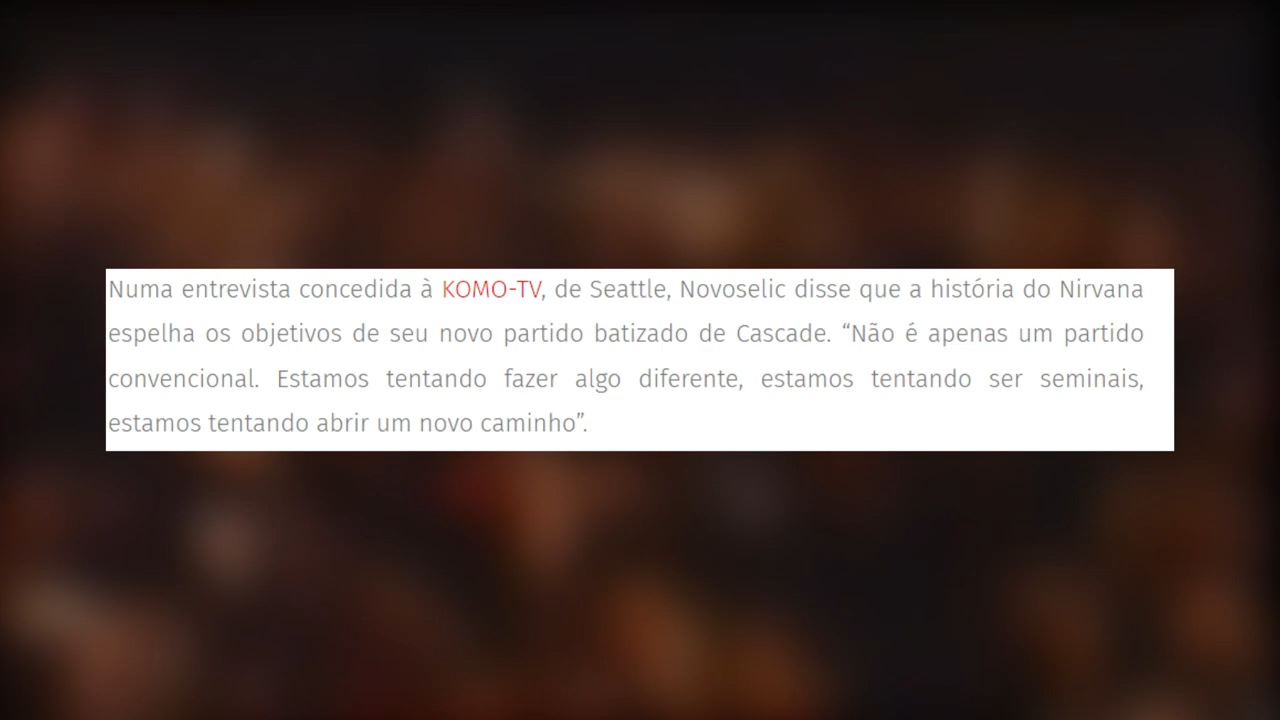 Numa entrevista concedida à KOMO-TV, de Seattle, Novoselic disse que a história do Nirvana
espelha os objetivos de seu novo partido batizado de Cascade. “Não é apenas um partido
convencional. Estamos tentando fazer algo diferente, estamos tentando ser seminais,
estamos tentando abrir um novo caminho”.